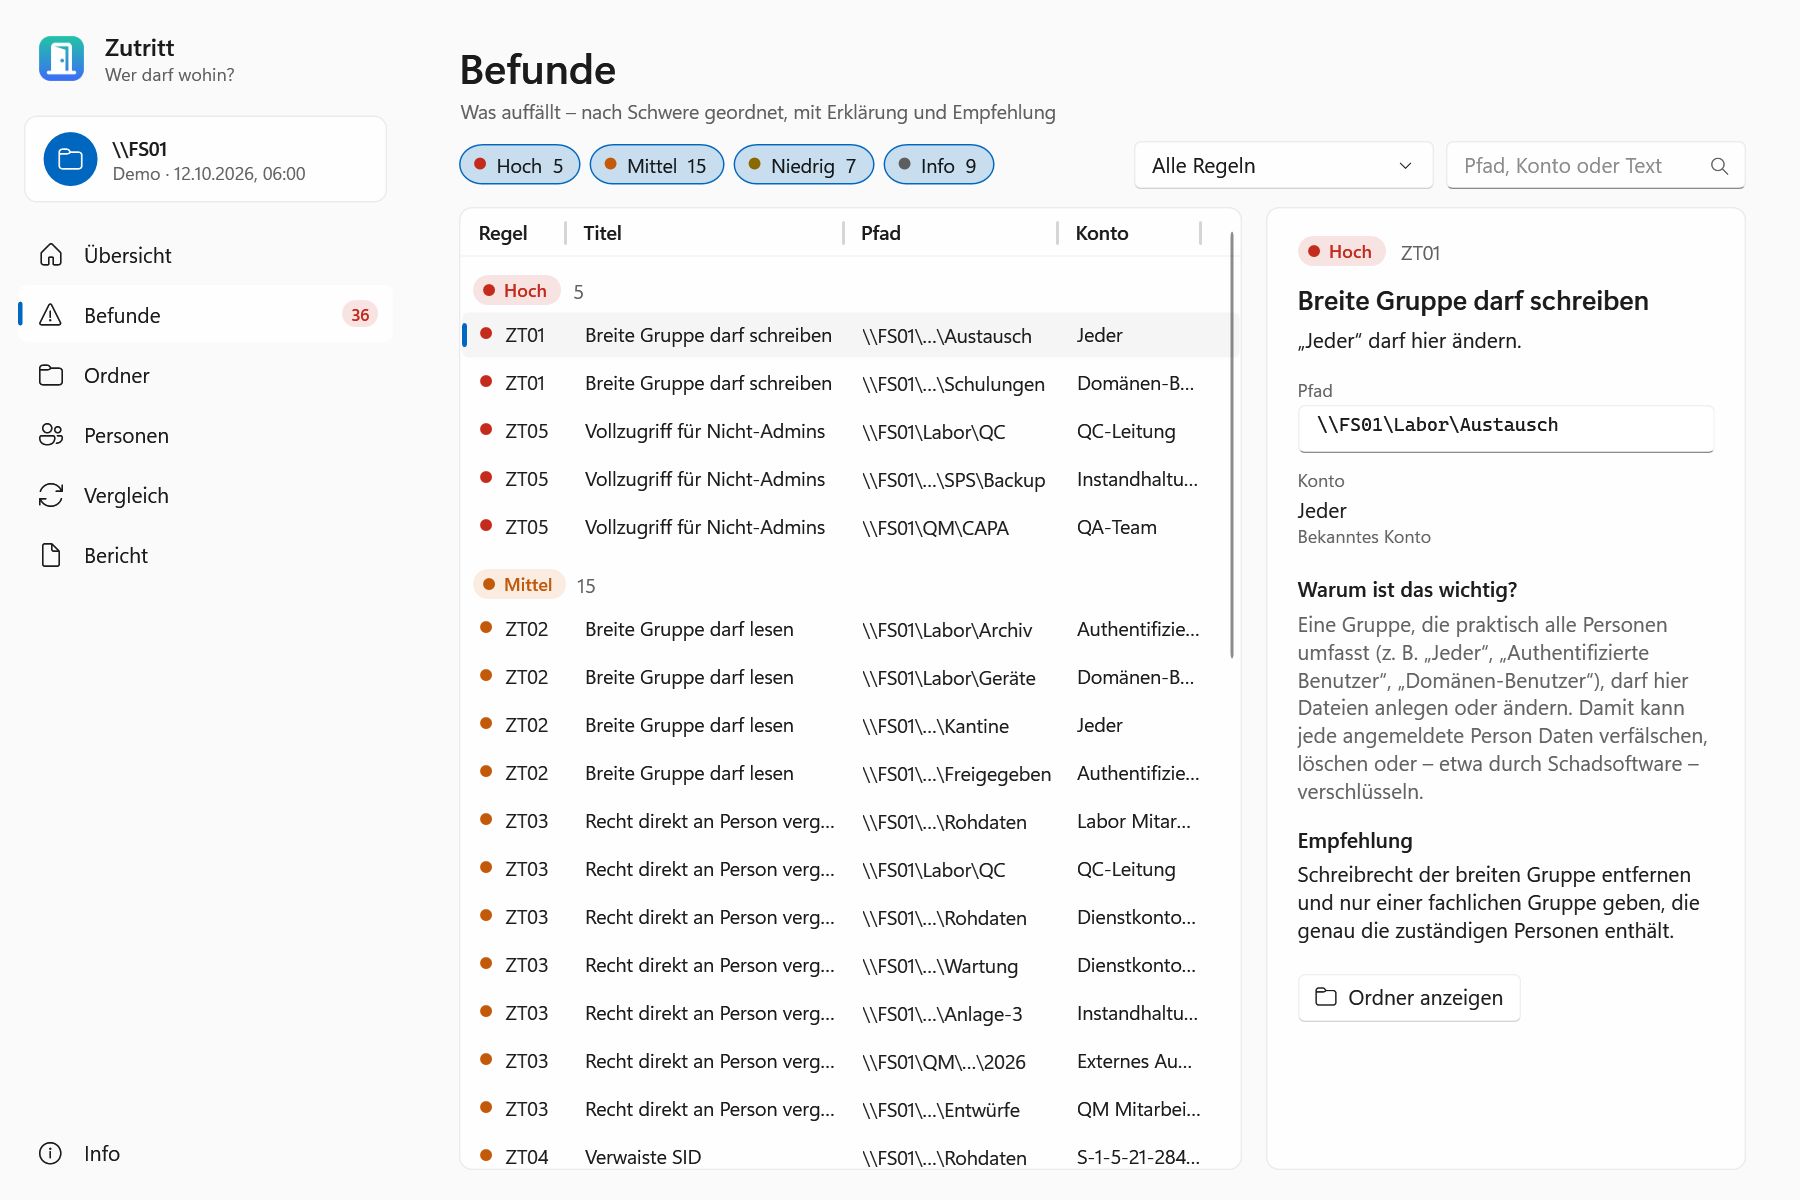 Zutritt
Wer darf wohin?
\\FS01
Demo · 12.10.2026, 06:00
Übersicht
Befunde 36
Ordner
Personen
Vergleich
Bericht
Info
Befunde
Was auffällt – nach Schwere geordnet, mit Erklärung und Empfehlung
Hoch 5 Mittel 15 Niedrig 7 Info 9
Alle Regeln
Pfad, Konto oder Text
Regel Titel Pfad Konto
Hoch 5
ZT01 Breite Gruppe darf schreiben \\FS01\...\Austausch Jeder
ZT01 Breite Gruppe darf schreiben \\FS01\...\Schulungen Domänen-B...
ZT05 Vollzugriff für Nicht-Admins \\FS01\Labor\QC QC-Leitung
ZT05 Vollzugriff für Nicht-Admins \\FS01\...\SPS\Backup Instandhaltu...
ZT05 Vollzugriff für Nicht-Admins \\FS01\QM\CAPA QA-Team
Mittel 15
ZT02 Breite Gruppe darf lesen \\FS01\Labor\Archiv Authentifizie...
ZT02 Breite Gruppe darf lesen \\FS01\Labor\Geräte Domänen-B...
ZT02 Breite Gruppe darf lesen \\FS01\...\Kantine Jeder
ZT02 Breite Gruppe darf lesen \\FS01\...\Freigegeben Authentifizie...
ZT03 Recht direkt an Person verg... \\FS01\...\Rohdaten Labor Mitar...
ZT03 Recht direkt an Person verg... \\FS01\Labor\QC QC-Leitung
ZT03 Recht direkt an Person verg... \\FS01\...\Rohdaten Dienstkonto...
ZT03 Recht direkt an Person verg... \\FS01\...\Wartung Dienstkonto...
ZT03 Recht direkt an Person verg... \\FS01\...\Anlage-3 Instandhaltu...
ZT03 Recht direkt an Person verg... \\FS01\QM\...\2026 Externes Au...
ZT03 Recht direkt an Person verg... \\FS01\...\Entwürfe QM Mitarbei...
ZT04 Verwaiste SID \\FS01\...\Rohdaten S-1-5-21-284...
Hoch ZT01
Breite Gruppe darf schreiben
„Jeder“ darf hier ändern.
Pfad
\\FS01\Labor\Austausch
Konto
Jeder
Bekanntes Konto
Warum ist das wichtig?
Eine Gruppe, die praktisch alle Personen
umfasst (z. B. „Jeder“, „Authentifizierte
Benutzer“, „Domänen-Benutzer“), darf hier
Dateien anlegen oder ändern. Damit kann
jede angemeldete Person Daten verfälschen,
löschen oder – etwa durch Schadsoftware –
verschlüsseln.
Empfehlung
Schreibrecht der breiten Gruppe entfernen
und nur einer fachlichen Gruppe geben, die
genau die zuständigen Personen enthält.
Ordner anzeigen